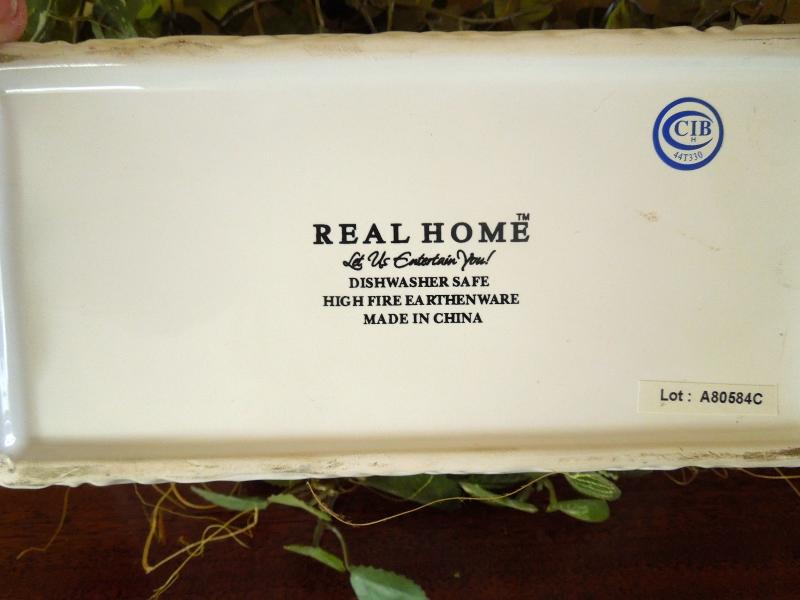 CIB
H
44T330
REAL HOME™
Let Us Entertain You!
DISHWASHER SAFE
HIGH FIRE EARTHENWARE
MADE IN CHINA
Lot : A80584C